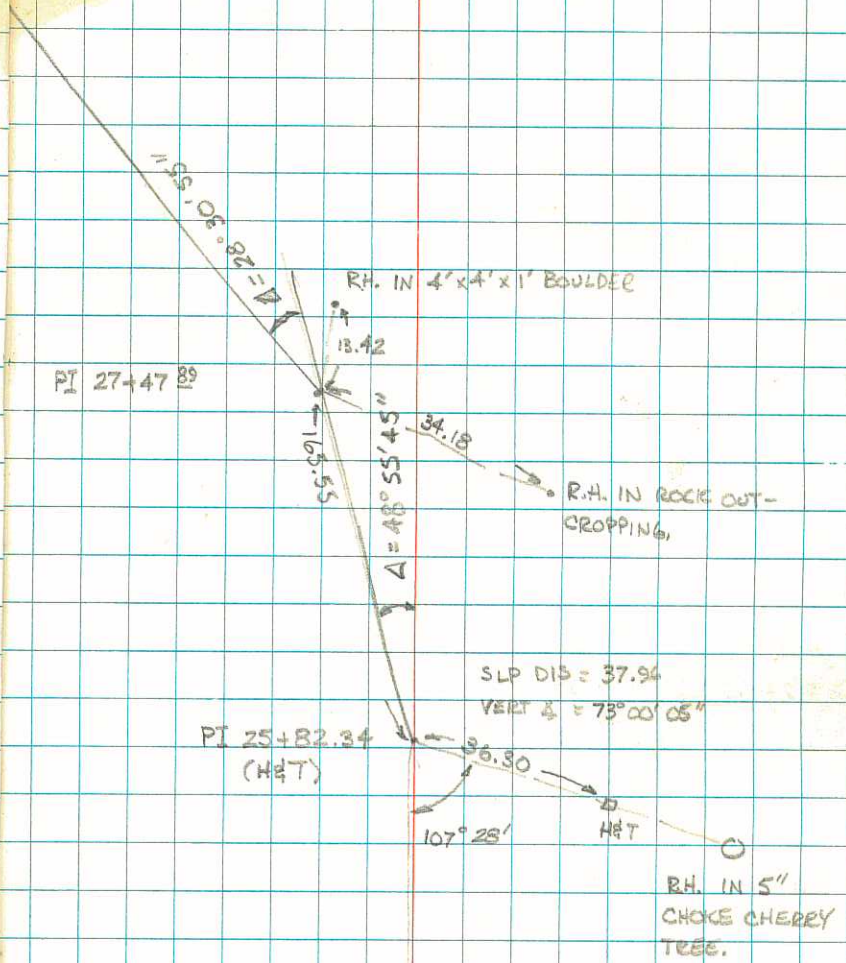 Δ = 28° 30' 55"
R.H. IN 4'x4'x1' BOULDER
13.42
PI 27+47 89
34.18
165.55
Δ = 48° 55' 45"
R.H. IN ROCK OUT-
CROPPING.
SLP DIS = 37.96
VERT ∡ = 73°00'05"
PI 25+82.34
(H&T)
36.30
H&T
107° 28'
R.H. IN 5"
CHOKE CHERRY
TREE.